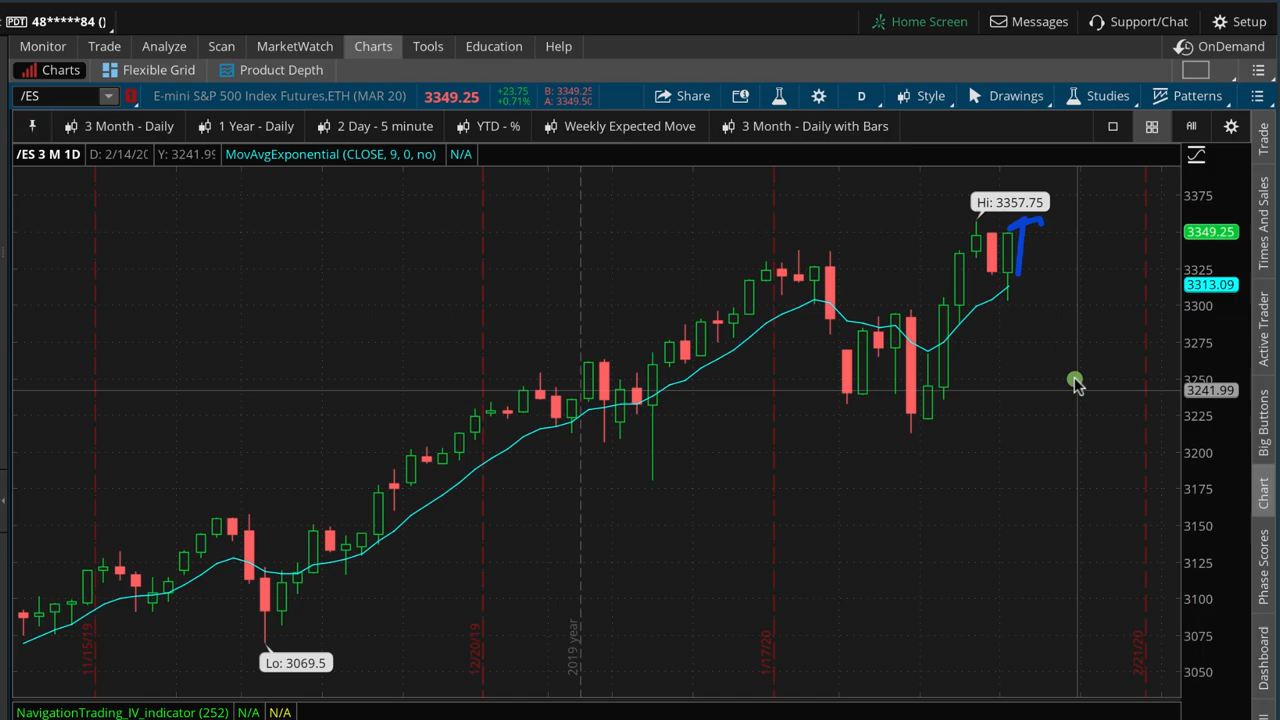 PDT 48*****84 ()
Home Screen Messages Support/Chat Setup
Monitor Trade Analyze Scan MarketWatch Charts Tools Education Help OnDemand
Charts Flexible Grid Product Depth
/ES E-mini S&P 500 Index Futures,ETH (MAR 20) 3349.25 +23.75 B: 3349.25 Share D Style Drawings Studies Patterns
+0.71% A: 3349.50
3 Month - Daily 1 Year - Daily 2 Day - 5 minute YTD - % Weekly Expected Move 3 Month - Daily with Bars All
/ES 3 M 1D D: 2/14/20 Y: 3241.99 MovAvgExponential (CLOSE, 9, 0, no) N/A
Hi: 3357.75
Lo: 3069.5
3375
3349.25
3325
3313.09
3300
3275
3250
3241.99
3225
3200
3175
3150
3125
3100
3075
3050
11/15/19
12/20/19
2019 year
1/17/20
2/21/20
Trade
Times And Sales
Active Trader
Big Buttons
Chart
Phase Scores
Dashboard
NavigationTrading_IV_indicator (252) N/A N/A